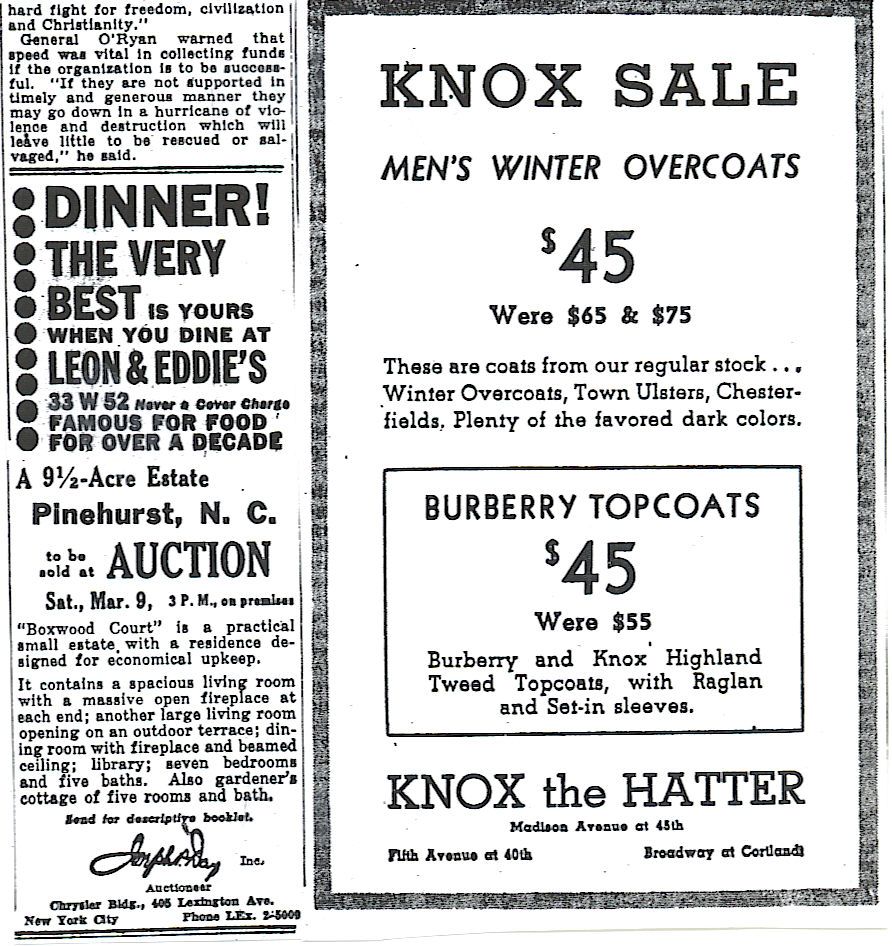 hard fight for freedom, civilization
and Christianity."
General O'Ryan warned that
speed was vital in collecting funds
if the organization is to be success-
ful. "If they are not supported in
timely and generous manner they
may go down in a hurricane of vio-
lence and destruction which will
leave little to be rescued or sal-
vaged," he said.
DINNER!
THE VERY
BEST IS YOURS
WHEN YOU DINE AT
LEON & EDDIE'S
33 W 52 Never a Cover Charge
FAMOUS FOR FOOD
FOR OVER A DECADE
A 9½-Acre Estate
Pinehurst, N. C.
to be
sold at AUCTION
Sat., Mar. 9, 3 P. M., on premises
"Boxwood Court" is a practical
small estate with a residence de-
signed for economical upkeep.
It contains a spacious living room
with a massive open fireplace at
each end; another large living room
opening on an outdoor terrace; din-
ing room with fireplace and beamed
ceiling; library; seven bedrooms
and five baths. Also gardener's
cottage of five rooms and bath.
Send for descriptive booklet.
Joseph P. Day Inc.
Auctioneer
Chrysler Bldg., 405 Lexington Ave.
New York City Phone LEx. 2-5000
KNOX SALE
MEN'S WINTER OVERCOATS
$45
Were $65 & $75
These are coats from our regular stock...
Winter Overcoats, Town Ulsters, Chester-
fields. Plenty of the favored dark colors.
BURBERRY TOPCOATS
$45
Were $55
Burberry and Knox Highland
Tweed Topcoats, with Raglan
and Set-in sleeves.
KNOX the HATTER
Madison Avenue at 45th
Fifth Avenue at 40th Broadway at Cortlandt